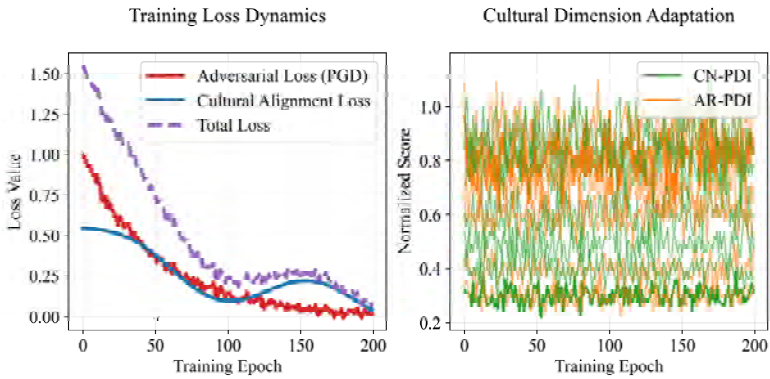 Training Loss Dynamics
Loss Value
1.50
1.25
1.00
0.75
0.50
0.25
0.00
Adversarial Loss (PGD)
Cultural Alignment Loss
Total Loss
0
50
100
150
200
Training Epoch
Cultural Dimension Adaptation
Normalized Score
1.0
0.8
0.6
0.4
0.2
CN-PDI
AR-PDI
0
50
100
150
200
Training Epoch